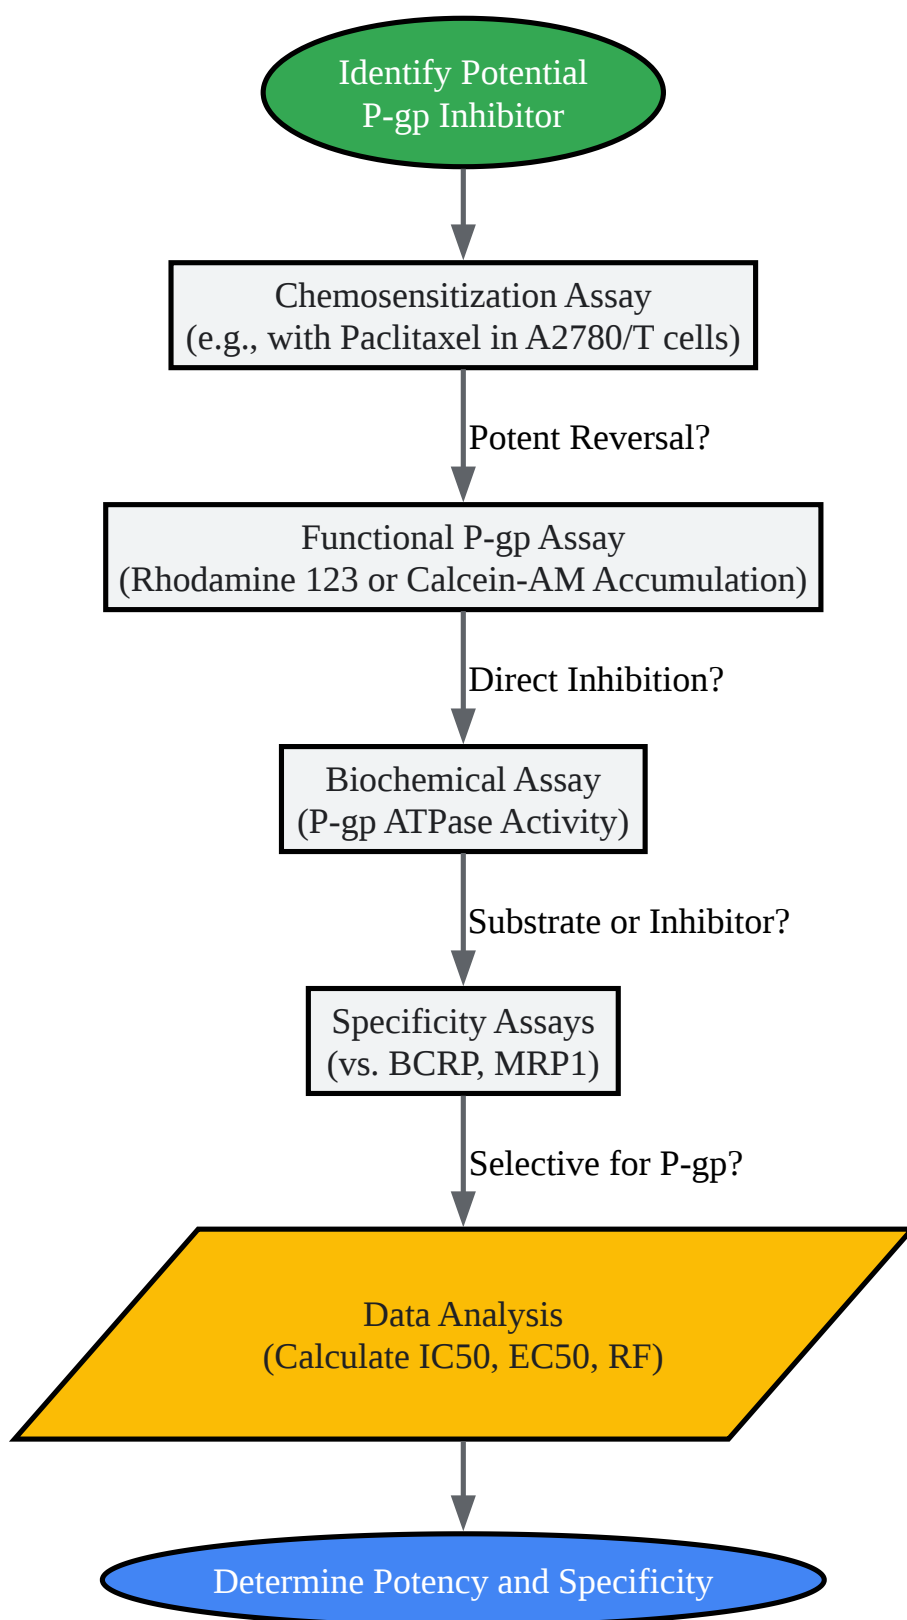 Identify Potential
P-gp Inhibitor
Chemosensitization Assay
(e.g., with Paclitaxel in A2780/T cells)
Potent Reversal?
Functional P-gp Assay
(Rhodamine 123 or Calcein-AM Accumulation)
Direct Inhibition?
Biochemical Assay
(P-gp ATPase Activity)
Substrate or Inhibitor?
Specificity Assays
(vs. BCRP, MRP1)
Selective for P-gp?
Data Analysis
(Calculate IC50, EC50, RF)
Determine Potency and Specificity